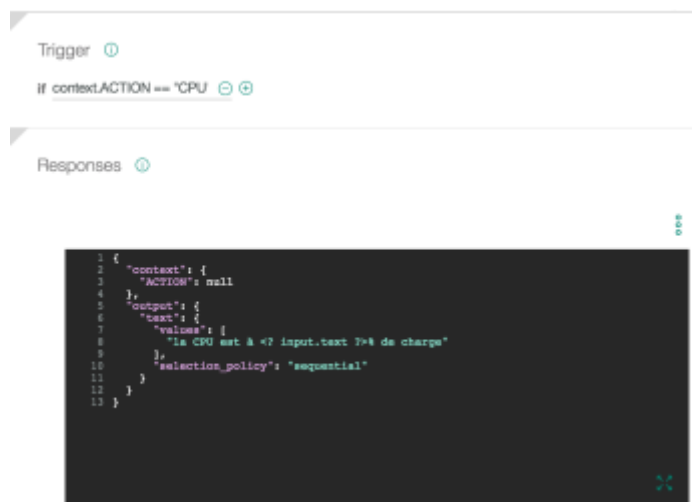 Trigger
if context.ACTION == "CPU'
Responses
1 {
2 "context": {
3 "ACTION": null
4 },
5 "output": {
6 "text": {
7 "values": [
8 "la CPU est à <? input.text ?>% de charge"
9 ],
10 "selection_policy": "sequential"
11 }
12 }
13 }